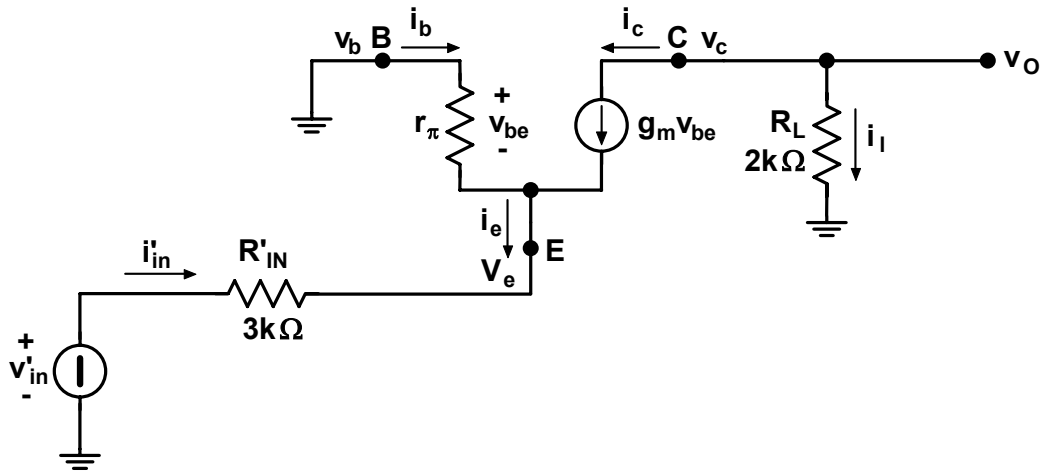 i_b
i_c
v_b B
C v_c
v_O
+
v_be
-
r_π
g_m v_be
R_L
2kΩ
i_l
i_e
E
V_e
i'_in
R'_IN
3kΩ
+
v'_in
-